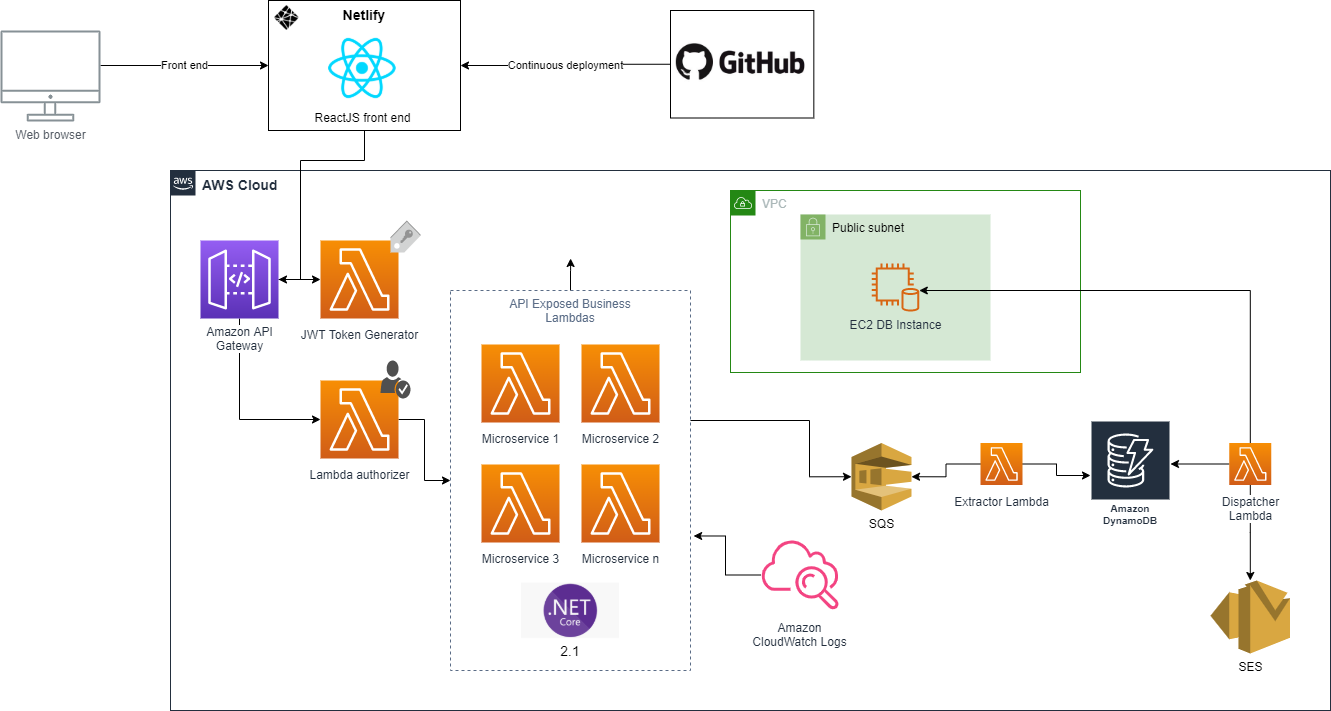 Netlify
ReactJS front end
Front end
Continuous deployment
GitHub
Web browser
aws
AWS Cloud
VPC
Public subnet
EC2 DB Instance
</>
Amazon API
Gateway
JWT Token Generator
Lambda authorizer
API Exposed Business
Lambdas
Microservice 1
Microservice 2
Microservice 3
Microservice n
.NET
Core
2.1
SQS
Extractor Lambda
Amazon
DynamoDB
Dispatcher
Lambda
Amazon
CloudWatch Logs
SES